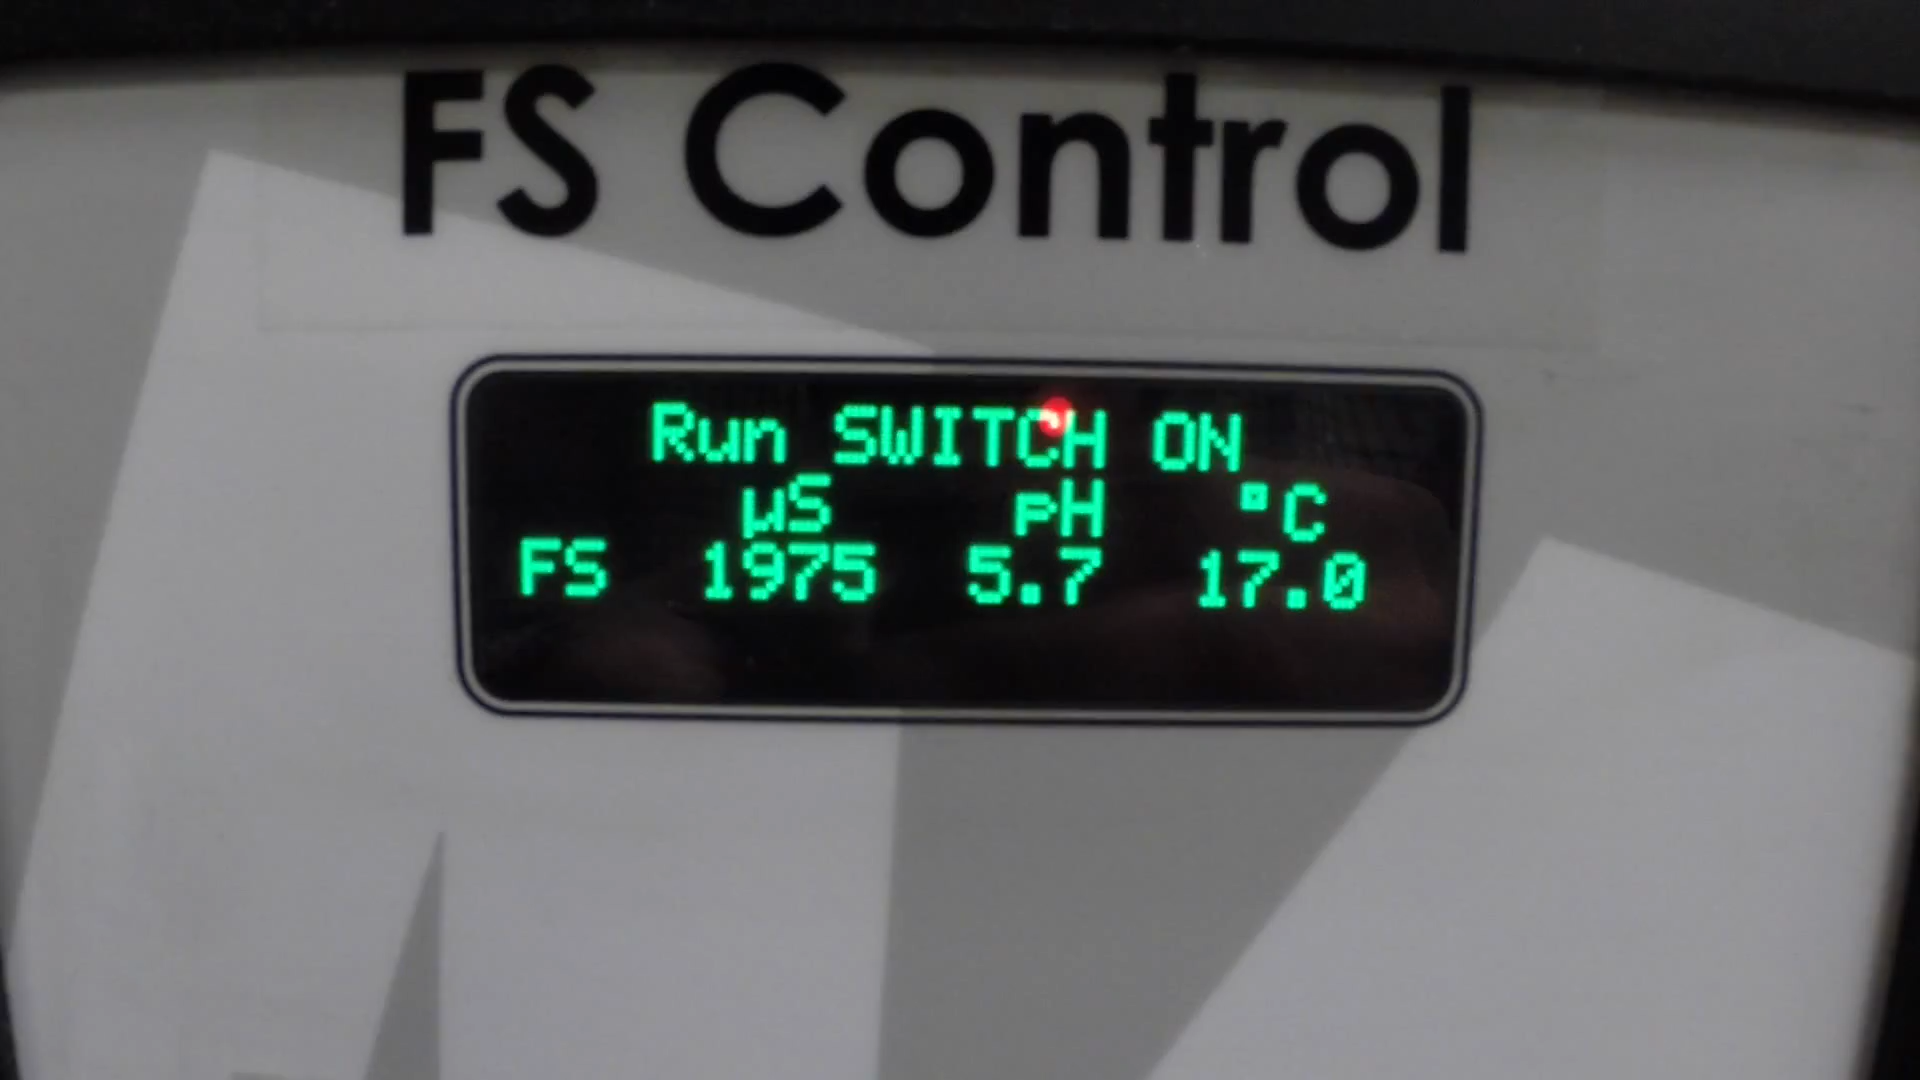 FS Control
Run SWITCH ON
µS pH °C
FS 1975 5.7 17.0